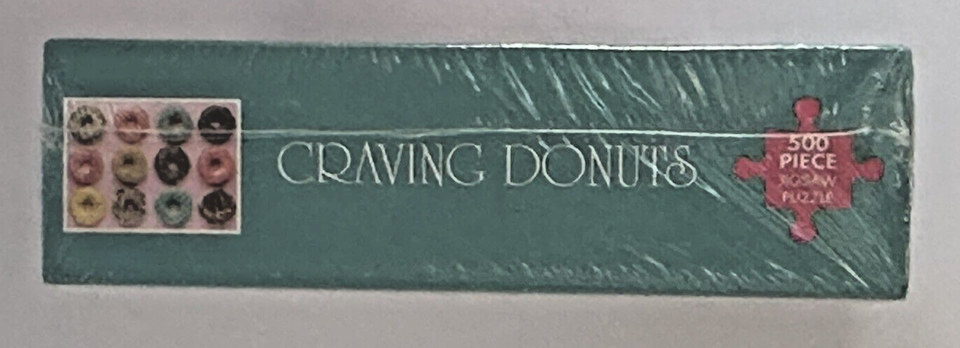 CRAVING DONUTS
500
PIECE
JIGSAW
PUZZLE